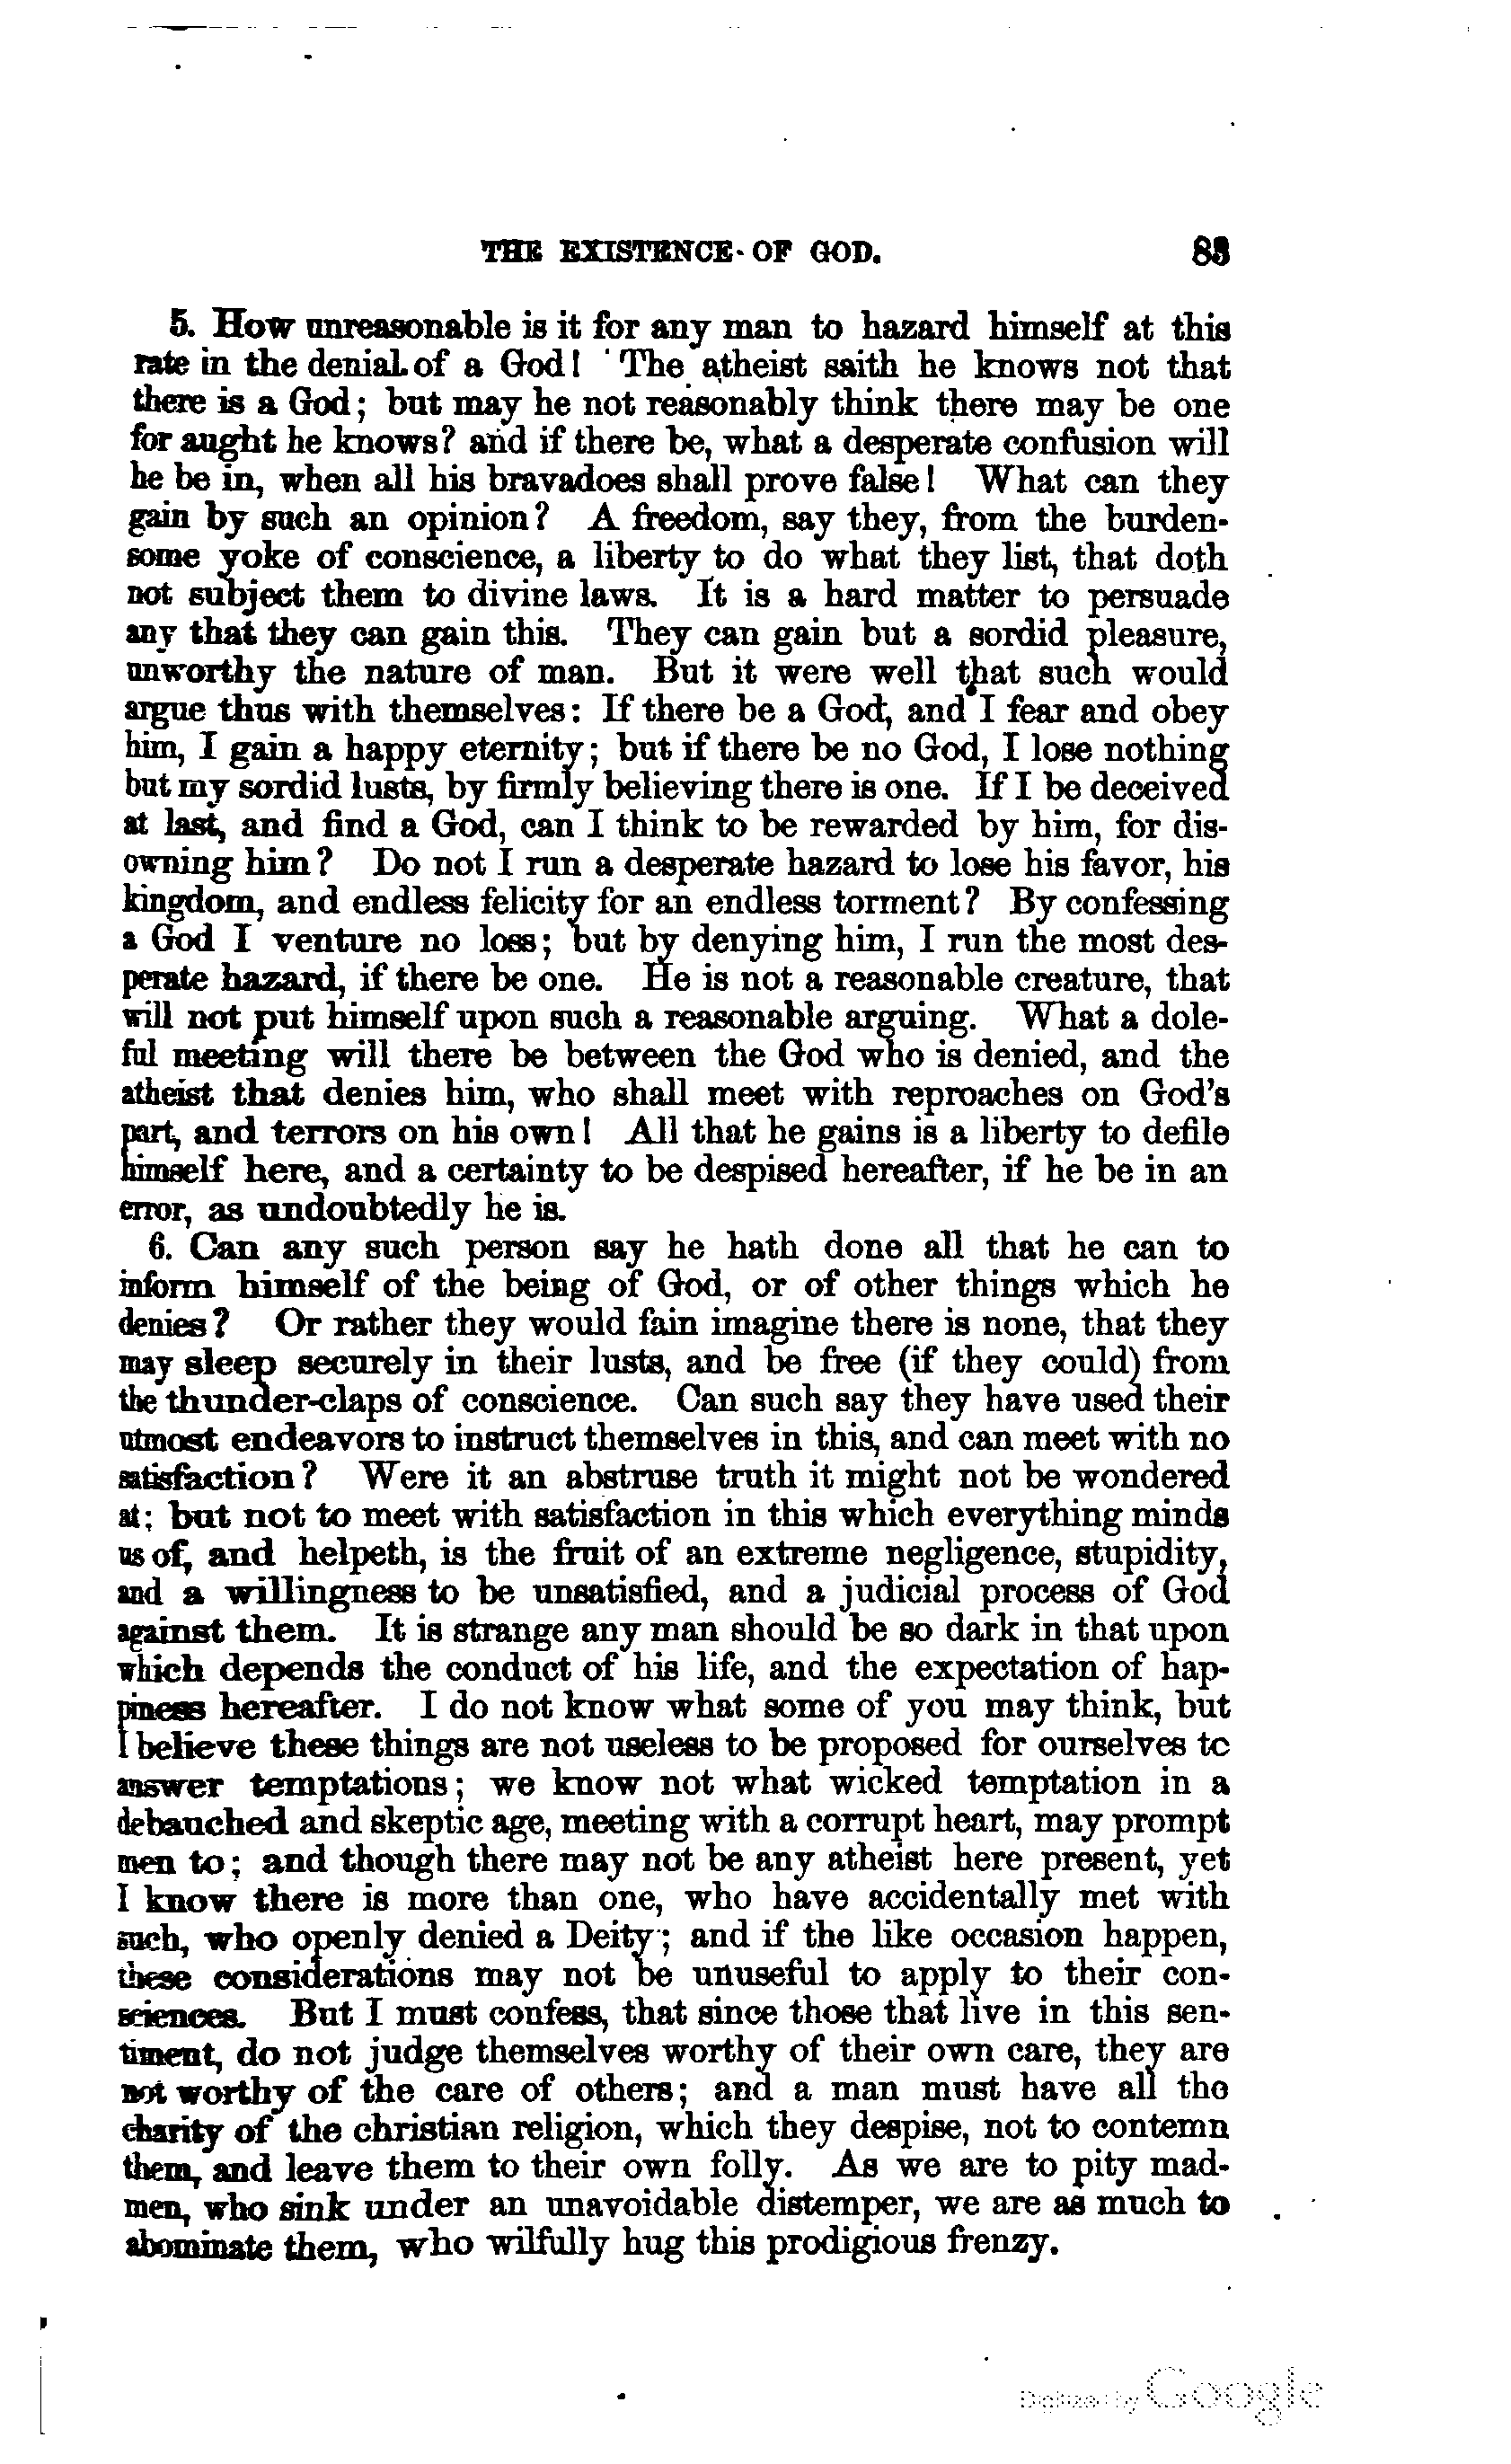 THE EXISTENCE OF GOD. 83
5. How unreasonable is it for any man to hazard himself at this
rate in the denial of a God! The atheist saith he knows not that
there is a God; but may he not reasonably think there may be one
for aught he knows? and if there be, what a desperate confusion will
he be in, when all his bravadoes shall prove false! What can they
gain by such an opinion? A freedom, say they, from the burden-
some yoke of conscience, a liberty to do what they list, that doth
not subject them to divine laws. It is a hard matter to persuade
any that they can gain this. They can gain but a sordid pleasure,
unworthy the nature of man. But it were well that such would
argue thus with themselves: If there be a God, and I fear and obey
him, I gain a happy eternity; but if there be no God, I lose nothing
but my sordid lusts, by firmly believing there is one. If I be deceived
at last, and find a God, can I think to be rewarded by him, for dis-
owning him? Do not I run a desperate hazard to lose his favor, his
kingdom, and endless felicity for an endless torment? By confessing
a God I venture no loss; but by denying him, I run the most des-
perate hazard, if there be one. He is not a reasonable creature, that
will not put himself upon such a reasonable arguing. What a dole-
ful meeting will there be between the God who is denied, and the
atheist that denies him, who shall meet with reproaches on God's
part, and terrors on his own! All that he gains is a liberty to defile
himself here, and a certainty to be despised hereafter, if he be in an
error, as undoubtedly he is.
6. Can any such person say he hath done all that he can to
inform himself of the being of God, or of other things which he
denies? Or rather they would fain imagine there is none, that they
may sleep securely in their lusts, and be free (if they could) from
the thunder-claps of conscience. Can such say they have used their
utmost endeavors to instruct themselves in this, and can meet with no
satisfaction? Were it an abstruse truth it might not be wondered
at; but not to meet with satisfaction in this which everything minds
us of, and helpeth, is the fruit of an extreme negligence, stupidity,
and a willingness to be unsatisfied, and a judicial process of God
against them. It is strange any man should be so dark in that upon
which depends the conduct of his life, and the expectation of hap-
piness hereafter. I do not know what some of you may think, but
I believe these things are not useless to be proposed for ourselves to
answer temptations; we know not what wicked temptation in a
debauched and skeptic age, meeting with a corrupt heart, may prompt
men to; and though there may not be any atheist here present, yet
I know there is more than one, who have accidentally met with
such, who openly denied a Deity; and if the like occasion happen,
these considerations may not be unuseful to apply to their con-
sciences. But I must confess, that since those that live in this sen-
timent, do not judge themselves worthy of their own care, they are
not worthy of the care of others; and a man must have all the
charity of the christian religion, which they despise, not to contemn
them, and leave them to their own folly. As we are to pity mad-
men, who sink under an unavoidable distemper, we are as much to
abominate them, who wilfully hug this prodigious frenzy.
Digitized by Google